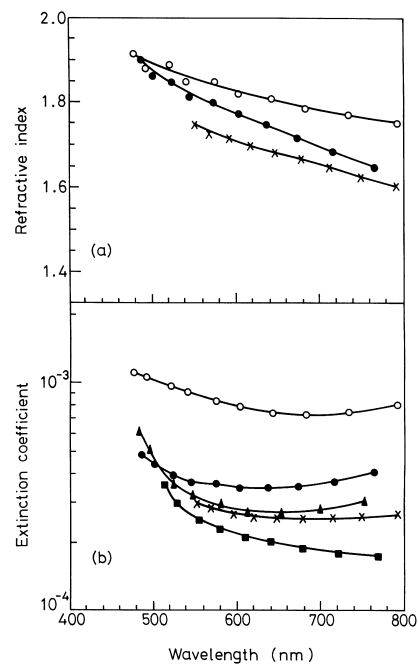 2.0
1.8
1.6
1.4
Refractive index
(a)
10⁻³
10⁻⁴
Extinction coefficient
(b)
400 500 600 700 800
Wavelength (nm)